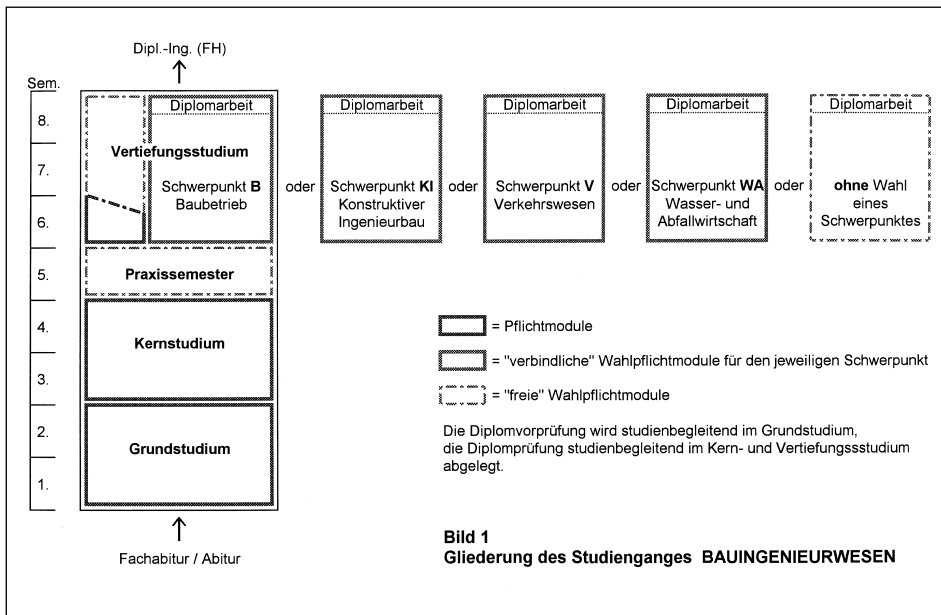 Dipl.-Ing. (FH)
Sem.
8.
7.
6.
5.
4.
3.
2.
1.
Diplomarbeit
Vertiefungsstudium
Schwerpunkt B
Baubetrieb
oder
Diplomarbeit
Schwerpunkt KI
Konstruktiver
Ingenieurbau
oder
Diplomarbeit
Schwerpunkt V
Verkehrswesen
oder
Diplomarbeit
Schwerpunkt WA
Wasser- und
Abfallwirtschaft
oder
Diplomarbeit
ohne Wahl
eines
Schwerpunktes
Praxissemester
Kernstudium
Grundstudium
Fachabitur / Abitur
= Pflichtmodule
= "verbindliche" Wahlpflichtmodule für den jeweiligen Schwerpunkt
= "freie" Wahlpflichtmodule
Die Diplomvorprüfung wird studienbegleitend im Grundstudium,
die Diplomprüfung studienbegleitend im Kern- und Vertiefungssstudium
abgelegt.
Bild 1
Gliederung des Studienganges BAUINGENIEURWESEN